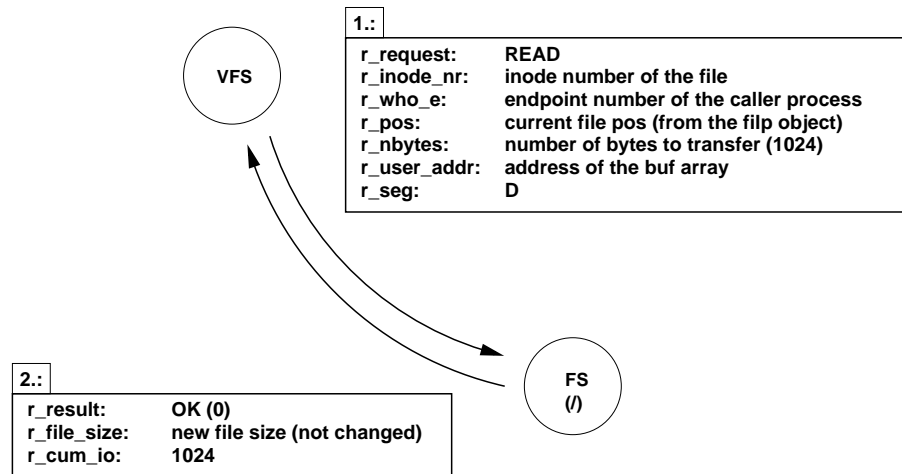 1.:
r_request: READ
r_inode_nr: inode number of the file
r_who_e: endpoint number of the caller process
r_pos: current file pos (from the filp object)
r_nbytes: number of bytes to transfer (1024)
r_user_addr: address of the buf array
r_seg: D
VFS
FS
(/)
2.:
r_result: OK (0)
r_file_size: new file size (not changed)
r_cum_io: 1024